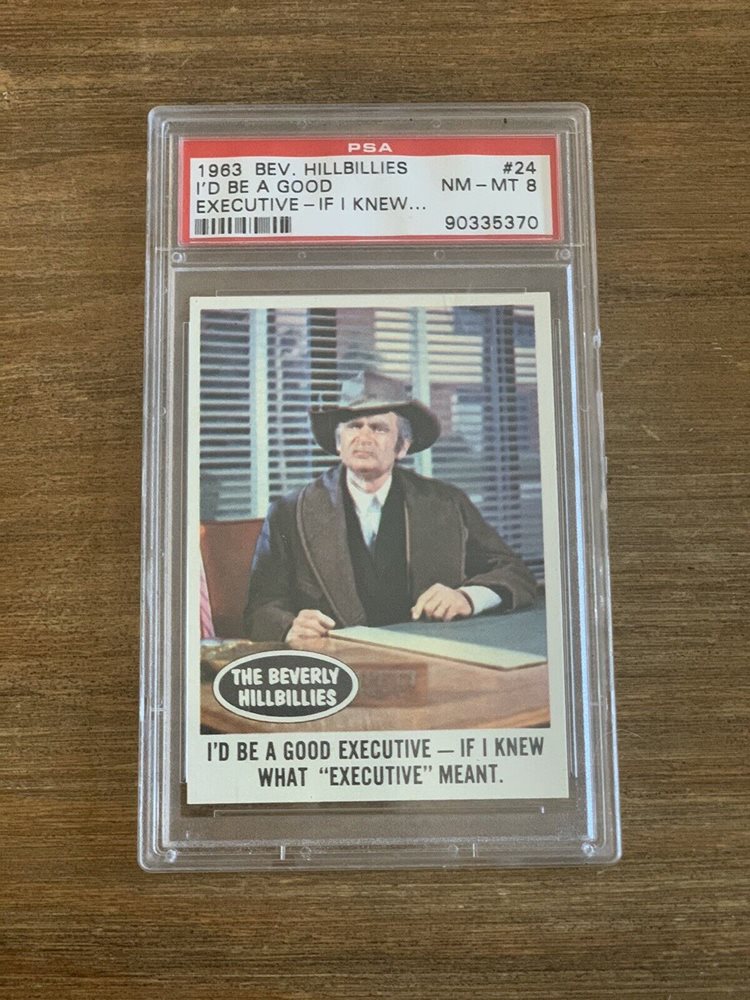 PSA
1963 BEV. HILLBILLIES #24
I'D BE A GOOD NM-MT 8
EXECUTIVE-IF I KNEW... 90335370
THE BEVERLY
HILLBILLIES
I'D BE A GOOD EXECUTIVE — IF I KNEW
WHAT "EXECUTIVE" MEANT.